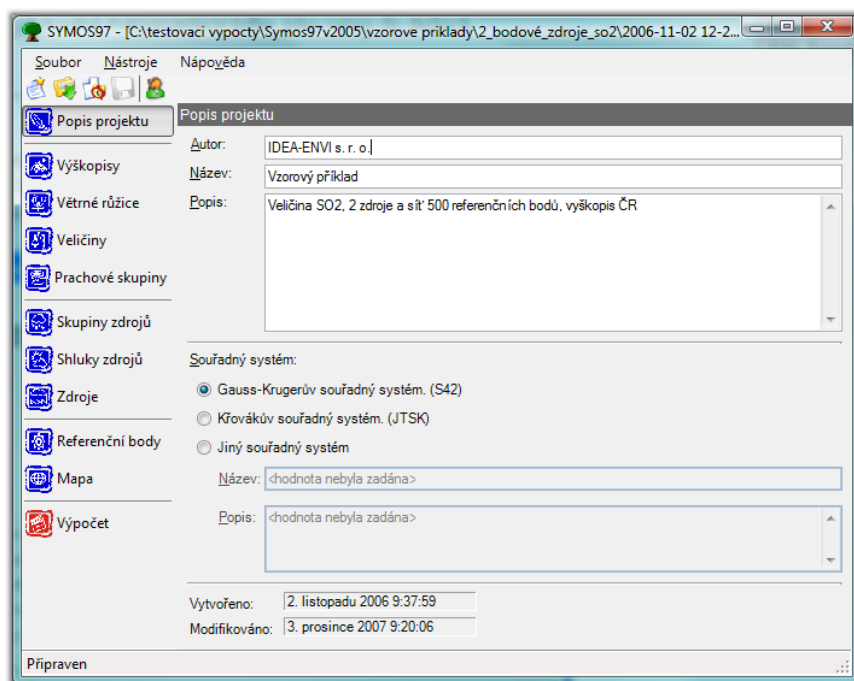 SYMOS97 - [C:\testovaci vypocty\Symos97v2005\vzorove priklady\2_bodové_zdroje_so2\2006-11-02 12-2...
Soubor Nástroje Nápověda
Popis projektu
Výškopisy
Větrné růžice
Veličiny
Prachové skupiny
Skupiny zdrojů
Shluky zdrojů
Zdroje
Referenční body
Mapa
Výpočet
Popis projektu
Autor: IDEA-ENVI s. r. o.
Název: Vzorový příklad
Popis: Veličina SO2, 2 zdroje a síť 500 referenčních bodů, vyškopis ČR
Souřadný systém:
Gauss-Krugerův souřadný systém. (S42)
Křovákův souřadný systém. (JTSK)
Jiný souřadný systém
Název: <hodnota nebyla zadána>
Popis: <hodnota nebyla zadána>
Vytvořeno: 2. listopadu 2006 9:37:59
Modifikováno: 3. prosince 2007 9:20:06
Připraven